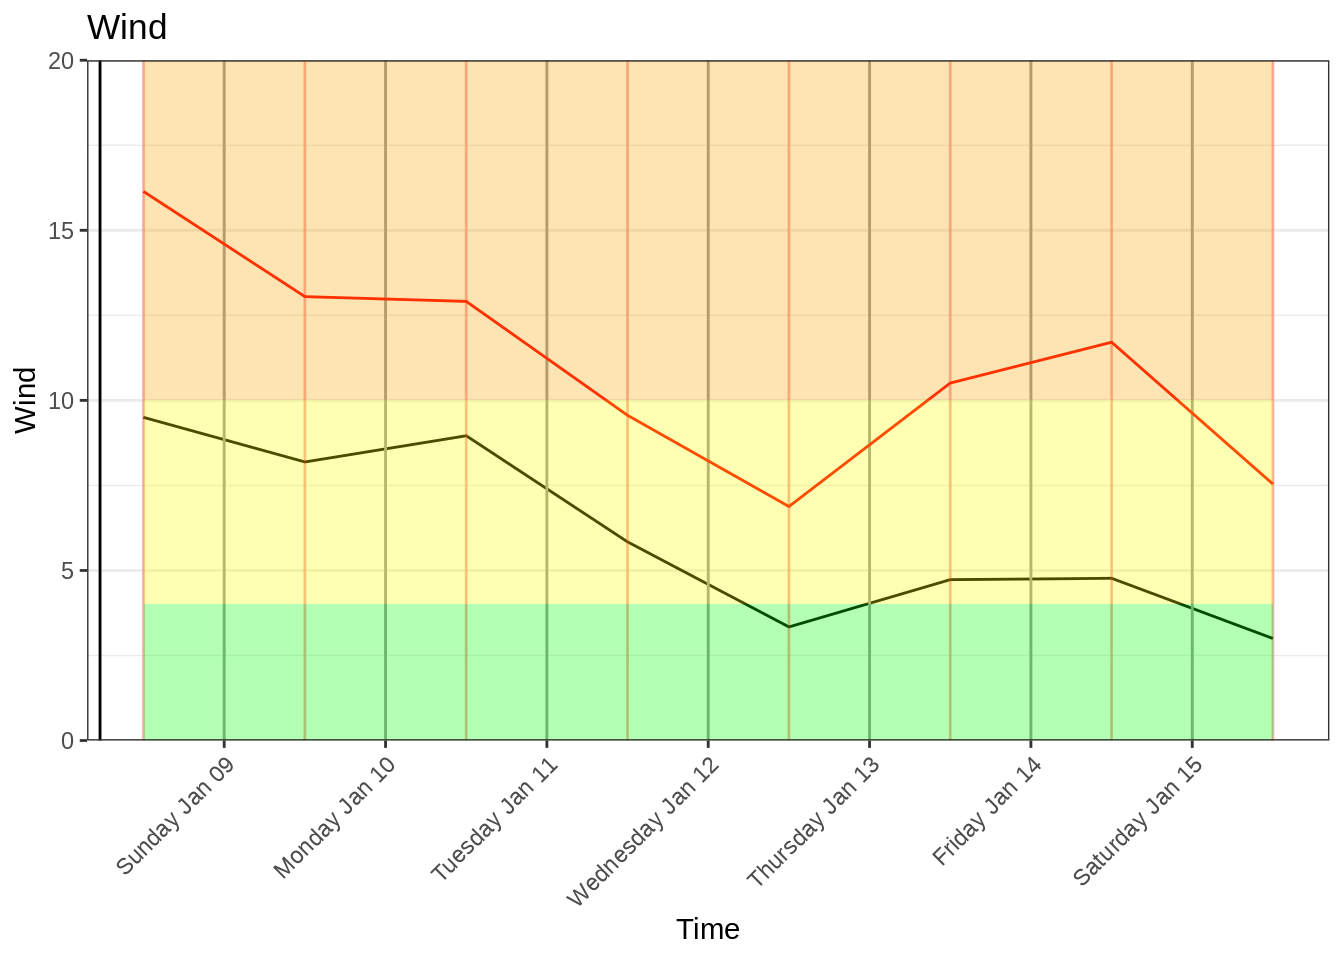 Wind
20
15
10
5
0
Wind
Sunday Jan 09
Monday Jan 10
Tuesday Jan 11
Wednesday Jan 12
Thursday Jan 13
Friday Jan 14
Saturday Jan 15
Time